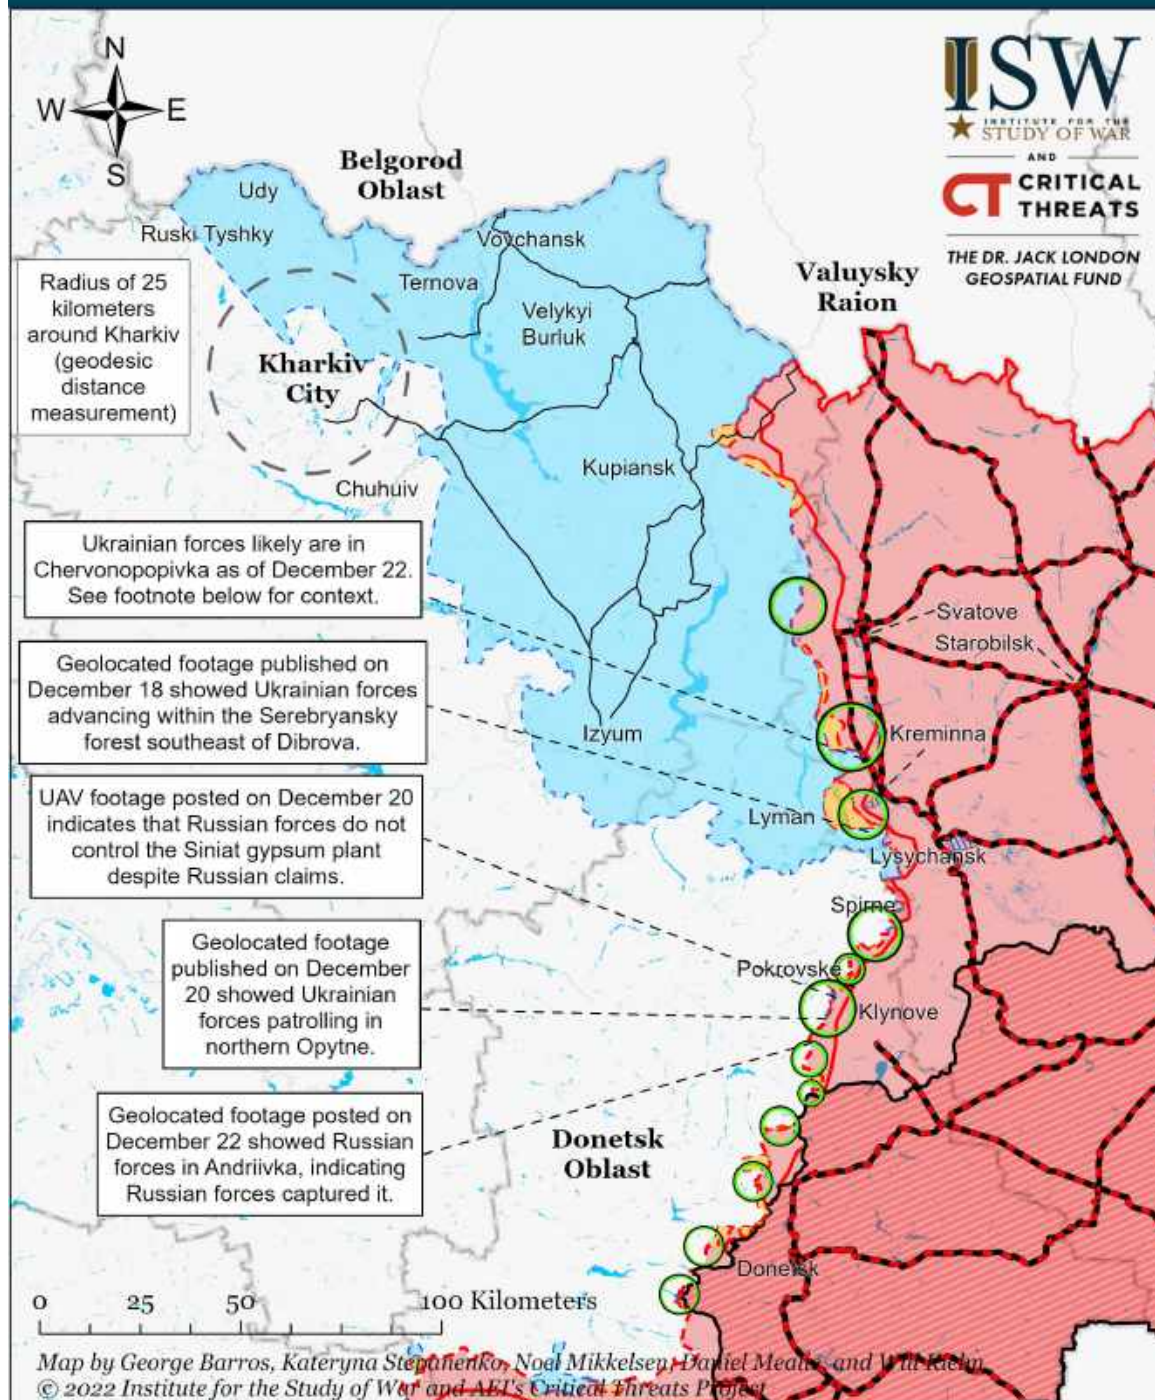 N
W E
S
ISW
INSTITUTE FOR THE
STUDY OF WAR
AND
CT CRITICAL
THREATS
THE DR. JACK LONDON
GEOSPATIAL FUND
Belgorod
Oblast
Udy
Ruski Tyshky
Vovchansk
Ternova
Valuysky
Raion
Radius of 25
kilometers
around Kharkiv
(geodesic
distance
measurement)
Velykyi
Burluk
Kharkiv
City
Kupiansk
Chuhuiv
Ukrainian forces likely are in
Chervonopopivka as of December 22.
See footnote below for context.
Svatove
Starobilsk
Geolocated footage published on
December 18 showed Ukrainian forces
advancing within the Serebryansky
forest southeast of Dibrova.
Izyum
Kreminna
UAV footage posted on December 20
indicates that Russian forces do not
control the Siniat gypsum plant
despite Russian claims.
Lyman
Lysychansk
Spirne
Geolocated footage
published on December
20 showed Ukrainian
forces patrolling in
northern Opytne.
Pokrovske
Klynove
Geolocated footage posted on
December 22 showed Russian
forces in Andriivka, indicating
Russian forces captured it.
Donetsk
Oblast
Donetsk
0 25 50 100 Kilometers
Map by George Barros, Kateryna Stepanenko, Noel Mikkelsen, Daniel Mealie, and Will Kielm
© 2022 Institute for the Study of War and AEI's Critical Threats Project